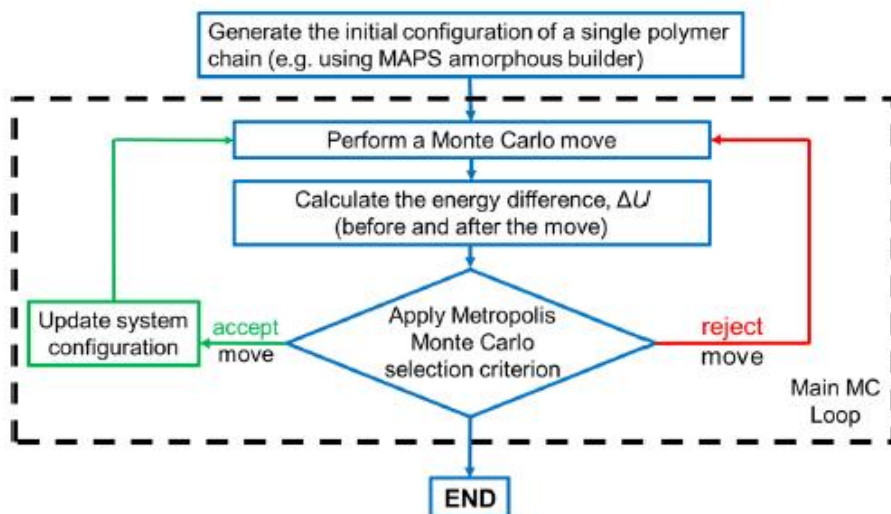 Generate the initial configuration of a single polymer
chain (e.g. using MAPS amorphous builder)
Perform a Monte Carlo move
Calculate the energy difference, ΔU
(before and after the move)
Update system
configuration
accept
move
Apply Metropolis
Monte Carlo
selection criterion
reject
move
Main MC
Loop
END